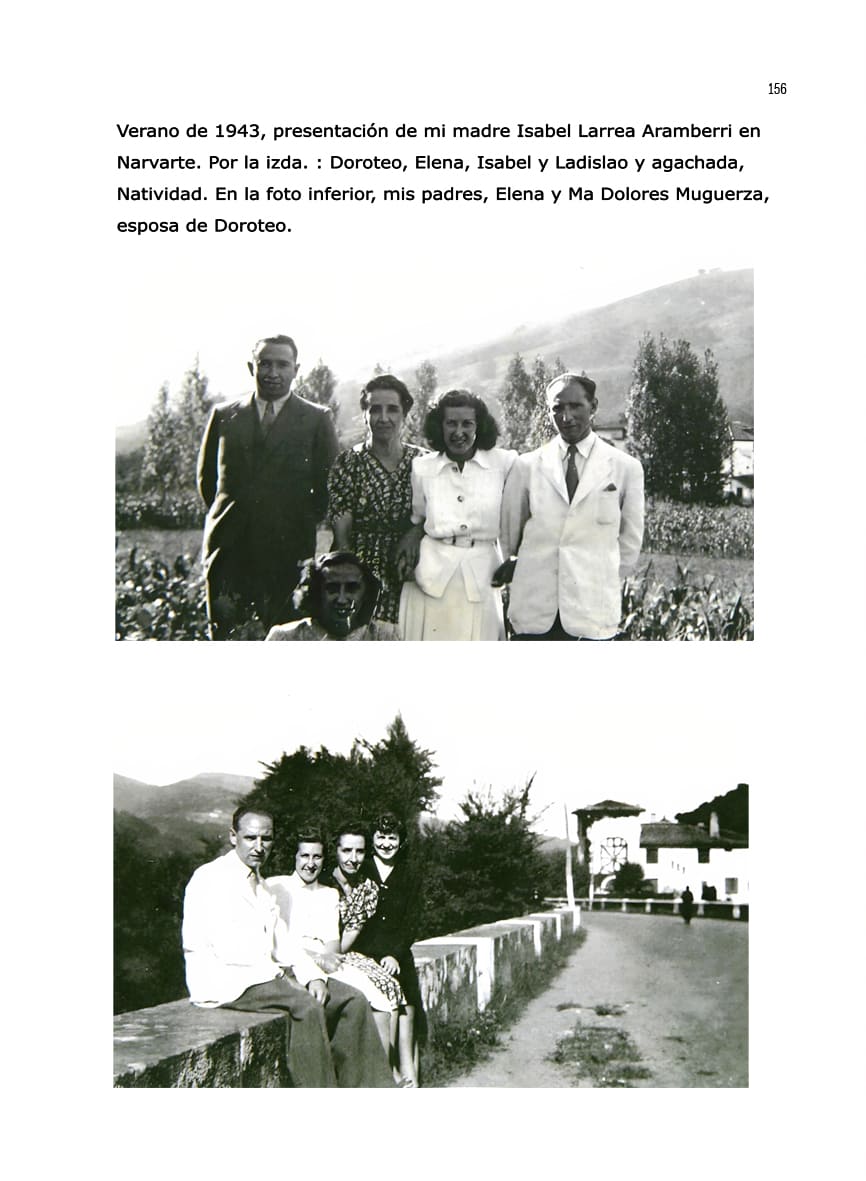 156
Verano de 1943, presentación de mi madre Isabel Larrea Aramberri en
Narvarte. Por la izda. : Doroteo, Elena, Isabel y Ladislao y agachada,
Natividad. En la foto inferior, mis padres, Elena y Ma Dolores Muguerza,
esposa de Doroteo.